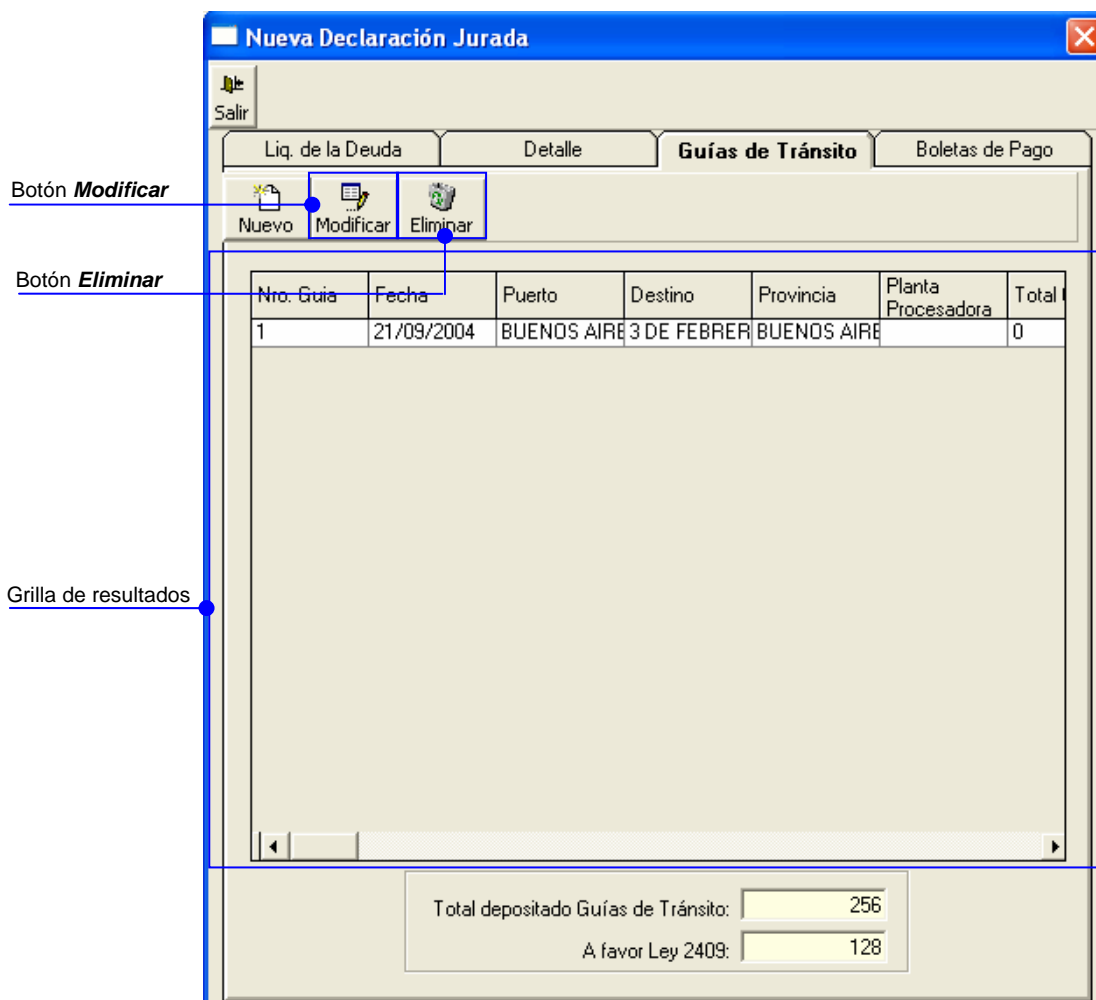 Nueva Declaración Jurada
Salir
Liq. de la Deuda Detalle Guías de Tránsito Boletas de Pago
Botón Modificar
Nuevo Modificar Eliminar
Botón Eliminar
Nro. Guia Fecha Puerto Destino Provincia Planta Procesadora Total
1 21/09/2004 BUENOS AIRE 3 DE FEBRER BUENOS AIRE 0
Grilla de resultados
Total depositado Guías de Tránsito: 256
A favor Ley 2409: 128